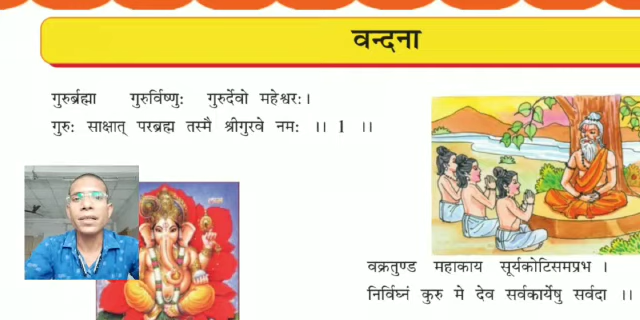 वन्दना
गुरुर्ब्रह्मा गुरुर्विष्णुः गुरुर्देवो महेश्वरः।
गुरुः साक्षात् परब्रह्म तस्मै श्रीगुरवे नमः ।। 1 ।।
वक्रतुण्ड महाकाय सूर्यकोटिसमप्रभ ।
निर्विघ्नं कुरु मे देव सर्वकार्येषु सर्वदा ।।